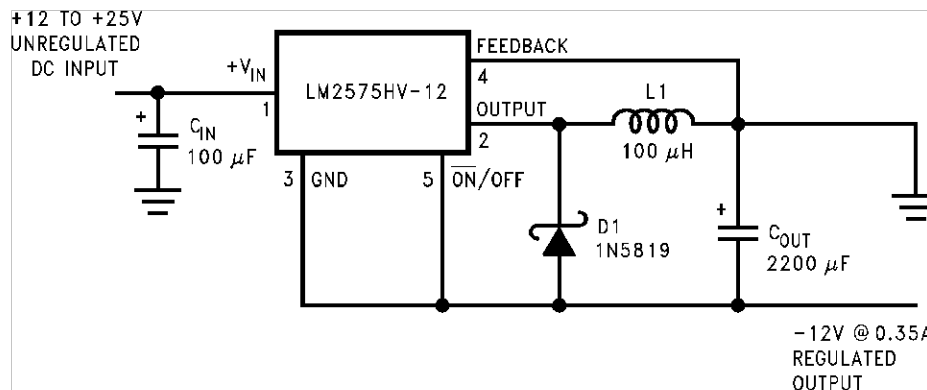 +12 TO +25V
UNREGULATED
DC INPUT
+VIN
1
CIN
100 μF
LM2575HV-12
FEEDBACK
4
OUTPUT
2
3 GND
5 ON/OFF
L1
100 μH
D1
1N5819
COUT
2200 μF
-12V @ 0.35A
REGULATED
OUTPUT
+
+